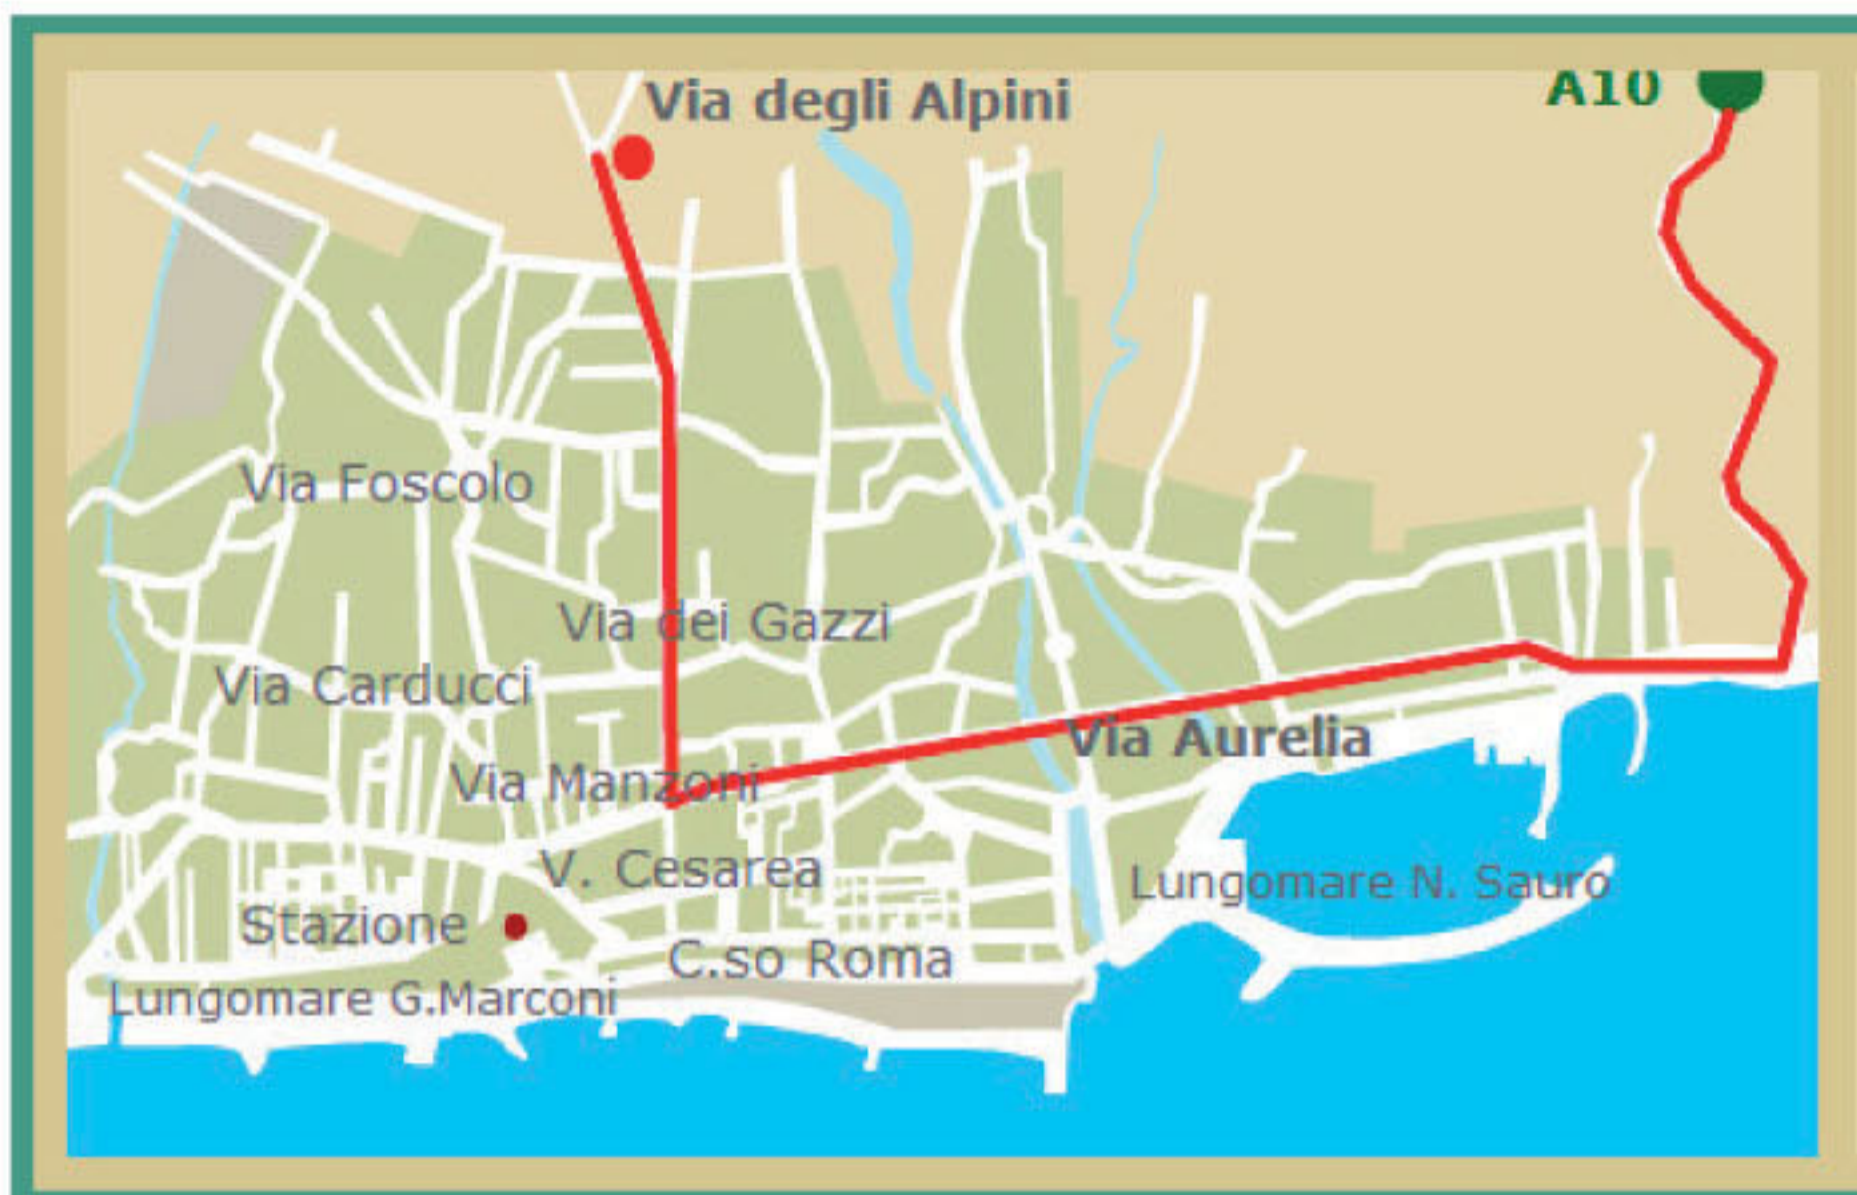 Via degli Alpini
A10
Via Foscolo
Via dei Gazzi
Via Carducci
Via Aurelia
Via Manzoni
V. Cesarea
Lungomare N. Sauro
Stazione
C.so Roma
Lungomare G.Marconi